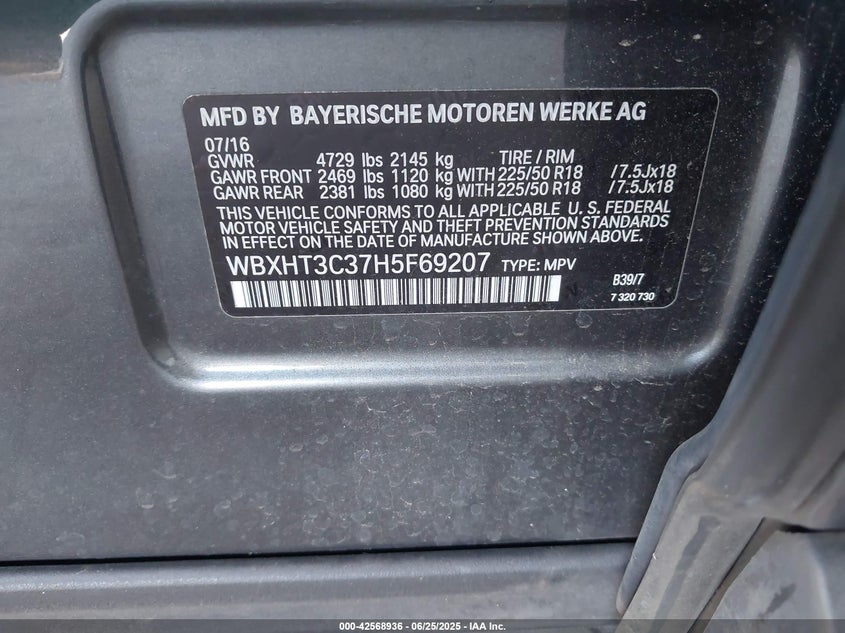 MFD BY BAYERISCHE MOTOREN WERKE AG
07/16
GVWR 4729 lbs 2145 kg TIRE / RIM
GAWR FRONT 2469 lbs 1120 kg WITH 225/50 R18 /7.5Jx18
GAWR REAR 2381 lbs 1080 kg WITH 225/50 R18 /7.5Jx18
THIS VEHICLE CONFORMS TO ALL APPLICABLE U. S. FEDERAL
MOTOR VEHICLE SAFETY AND THEFT PREVENTION STANDARDS
IN EFFECT ON THE DATE OF MANUFACTURE SHOWN ABOVE.
WBXHT3C37H5F69207 TYPE: MPV
B39/7
7 320 730
000-42568936 - 06/25/2025 - IAA Inc.